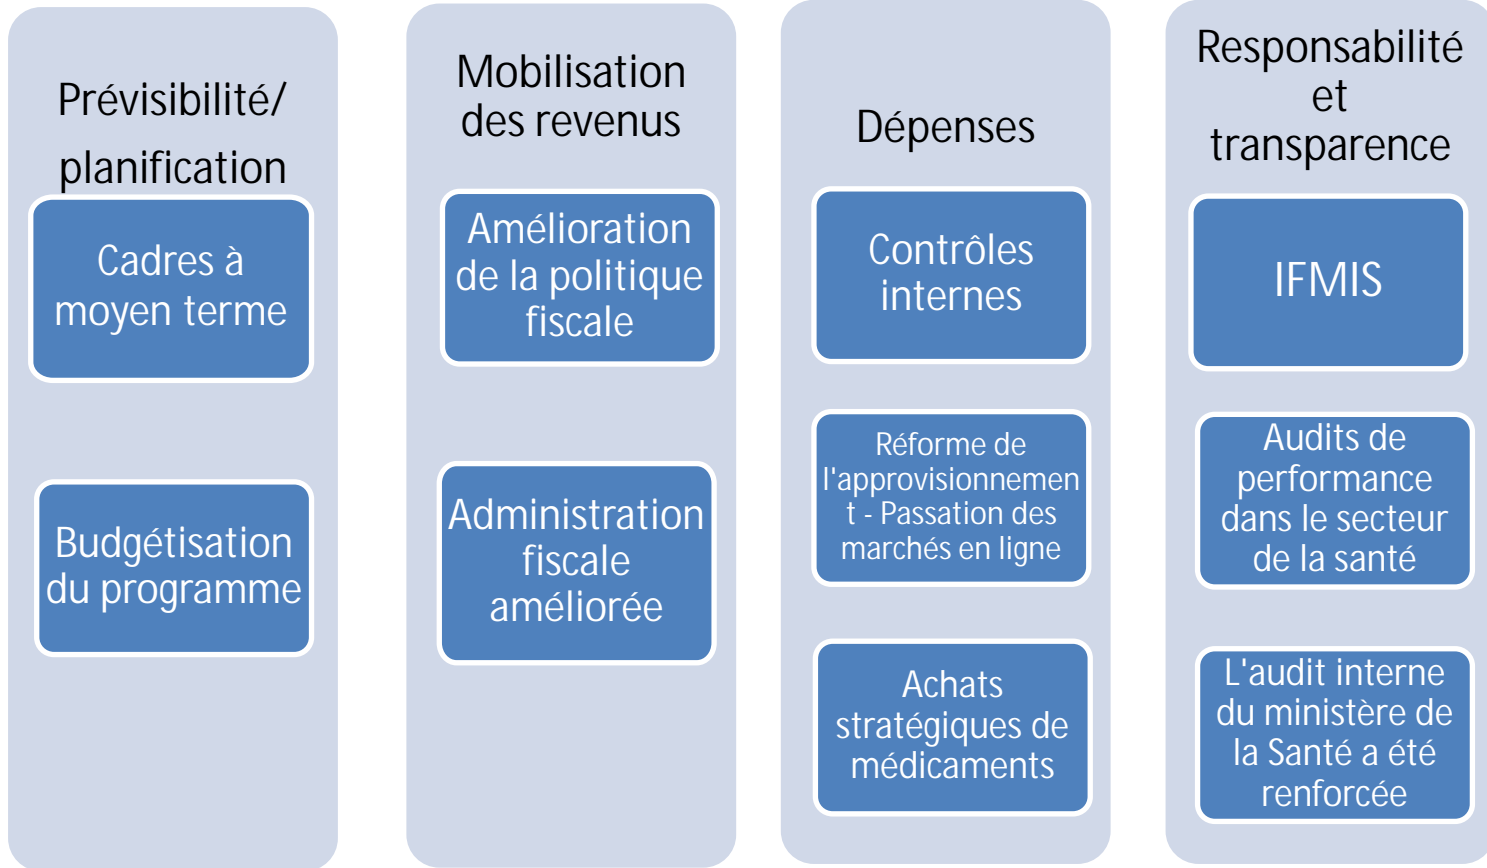 Prévisibilité/
planification
Cadres à
moyen terme
Budgétisation
du programme
Mobilisation
des revenus
Amélioration
de la politique
fiscale
Administration
fiscale
améliorée
Dépenses
Contrôles
internes
Réforme de
l'approvisionnemen
t - Passation des
marchés en ligne
Achats
stratégiques de
médicaments
Responsabilité
et
transparence
IFMIS
Audits de
performance
dans le secteur
de la santé
L'audit interne
du ministère de
la Santé a été
renforcée